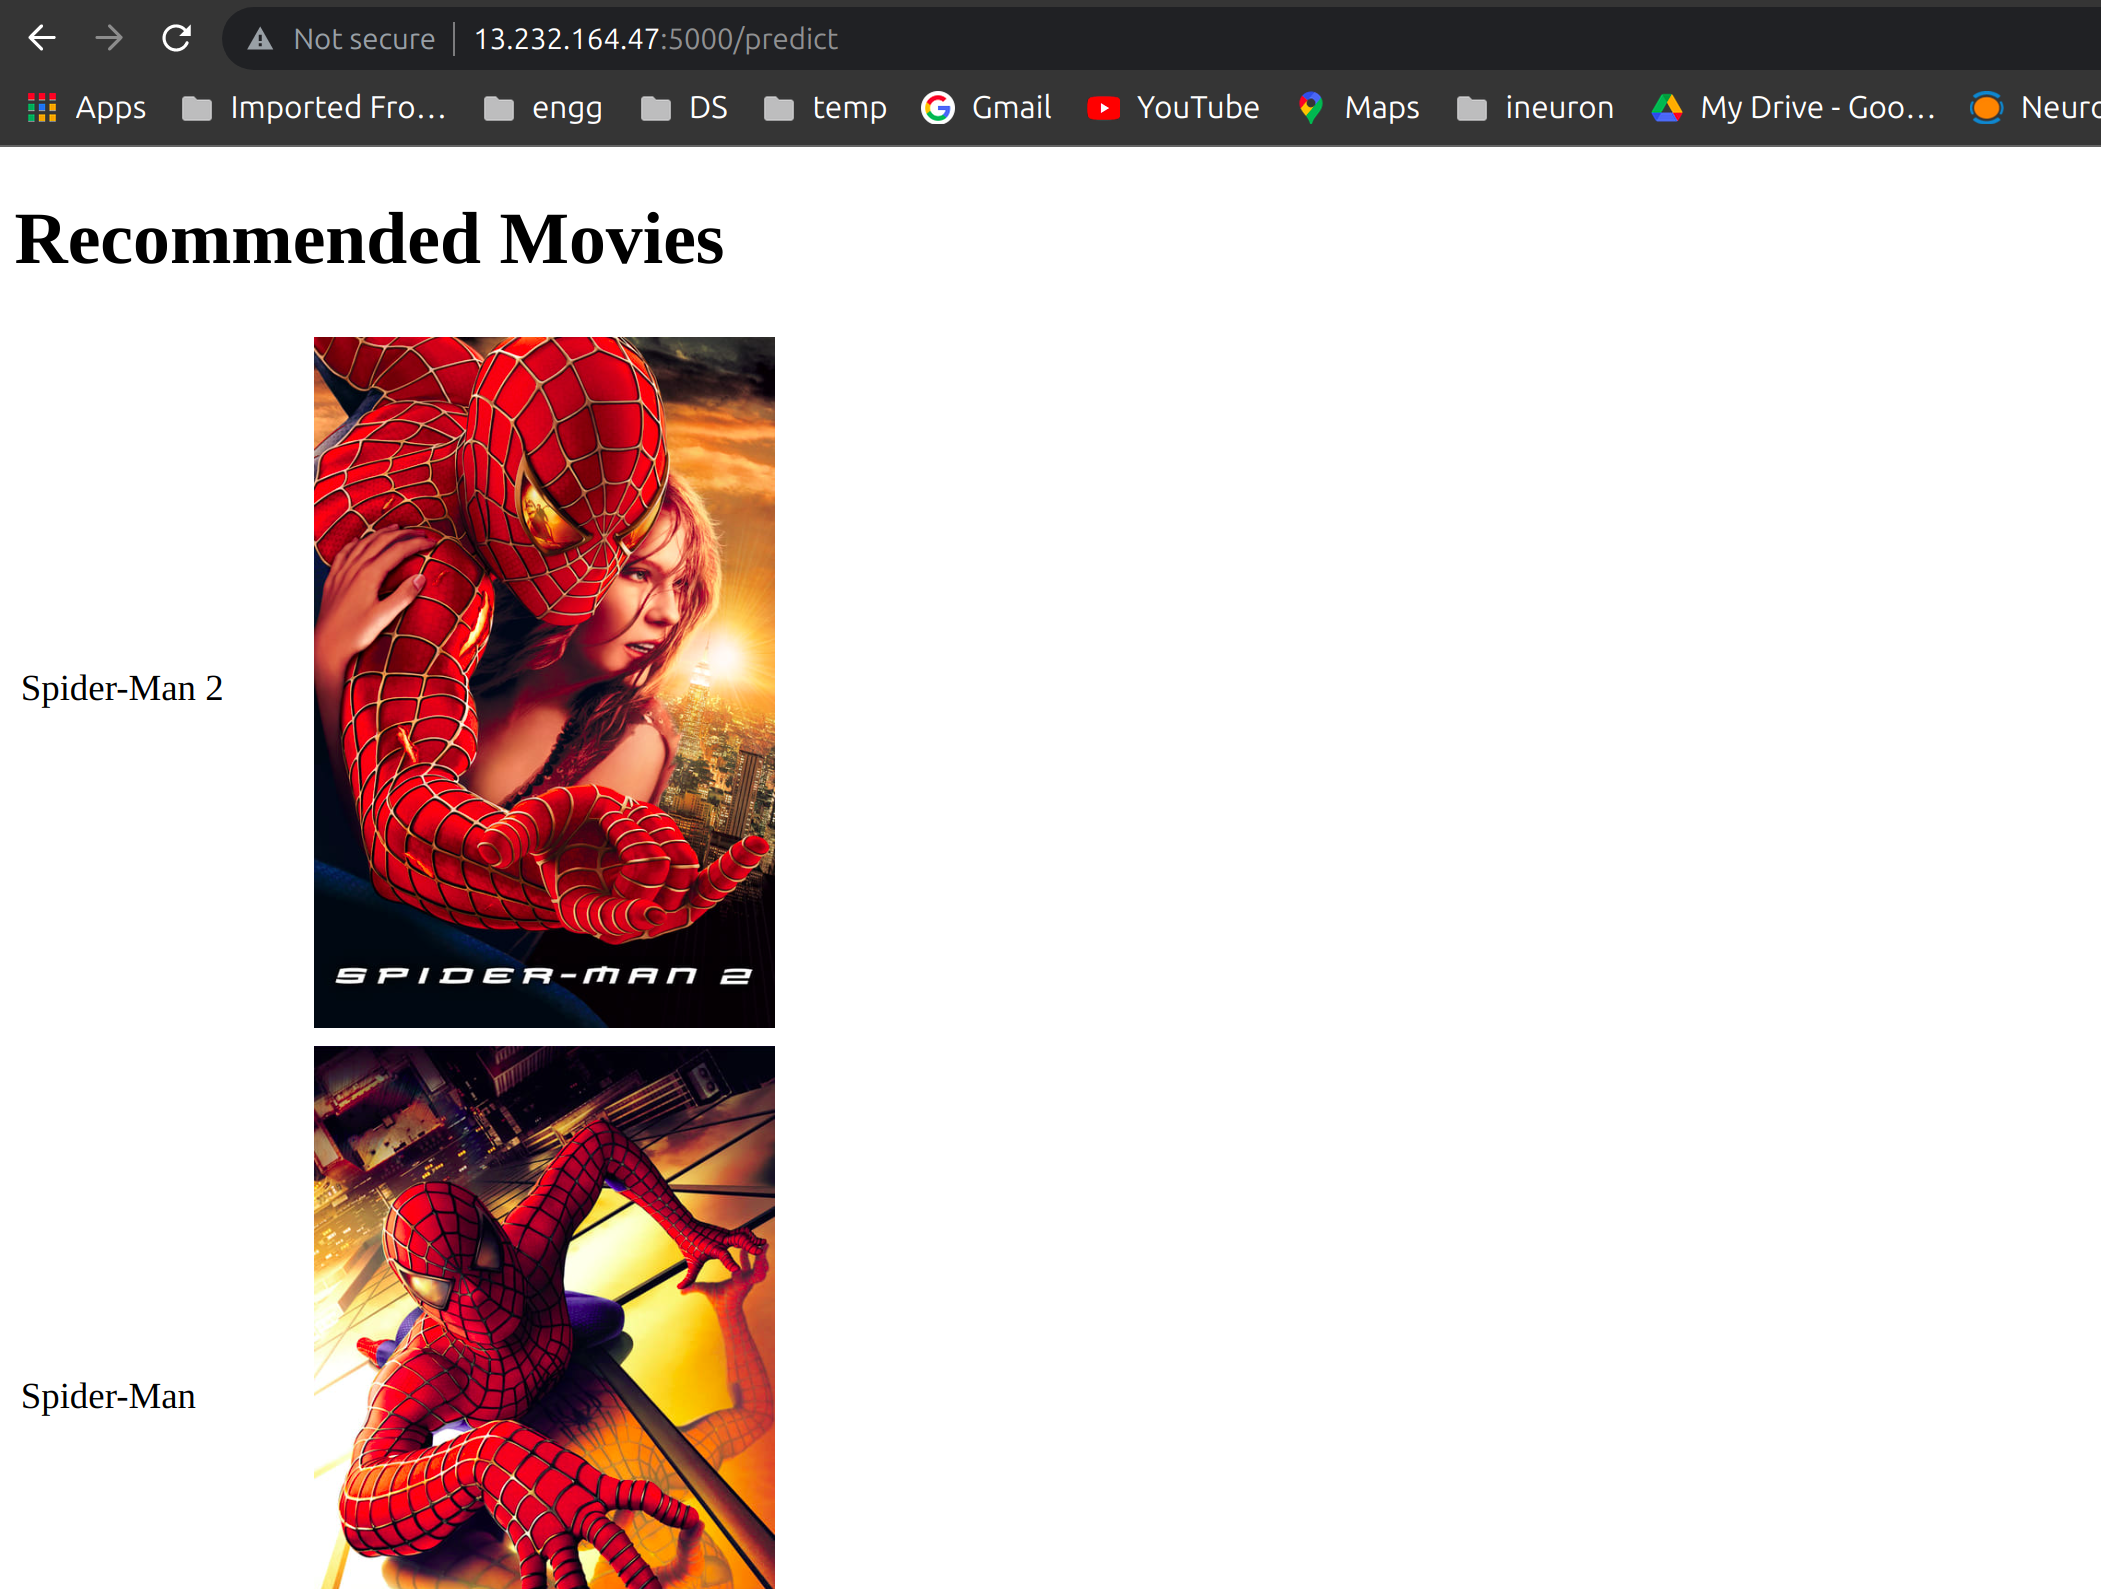 Not secure | 13.232.164.47:5000/predict
Apps Imported Fro… engg DS temp Gmail YouTube Maps ineuron My Drive - Goo…
Recommended Movies
Spider-Man 2
SPIDER-MAN 2
Spider-Man